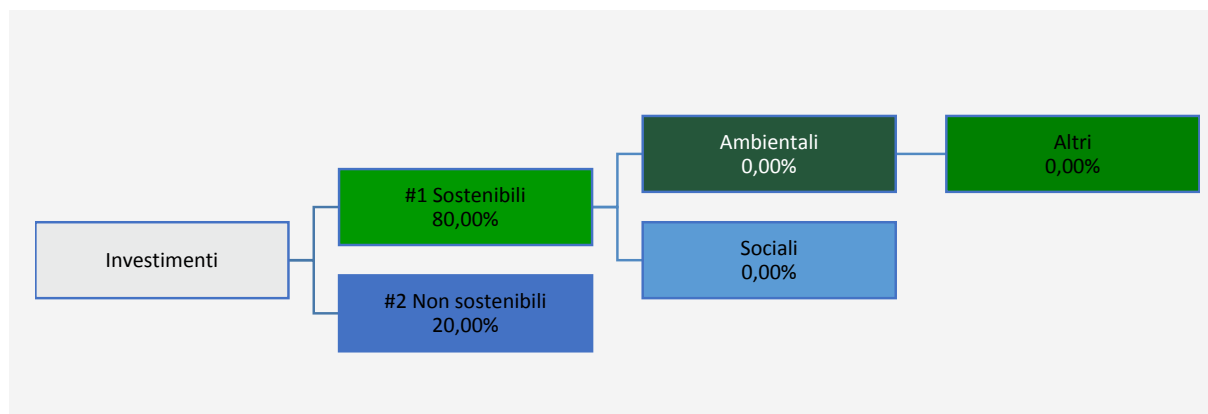 Investimenti
#1 Sostenibili
80,00%
#2 Non sostenibili
20,00%
Ambientali
0,00%
Sociali
0,00%
Altri
0,00%